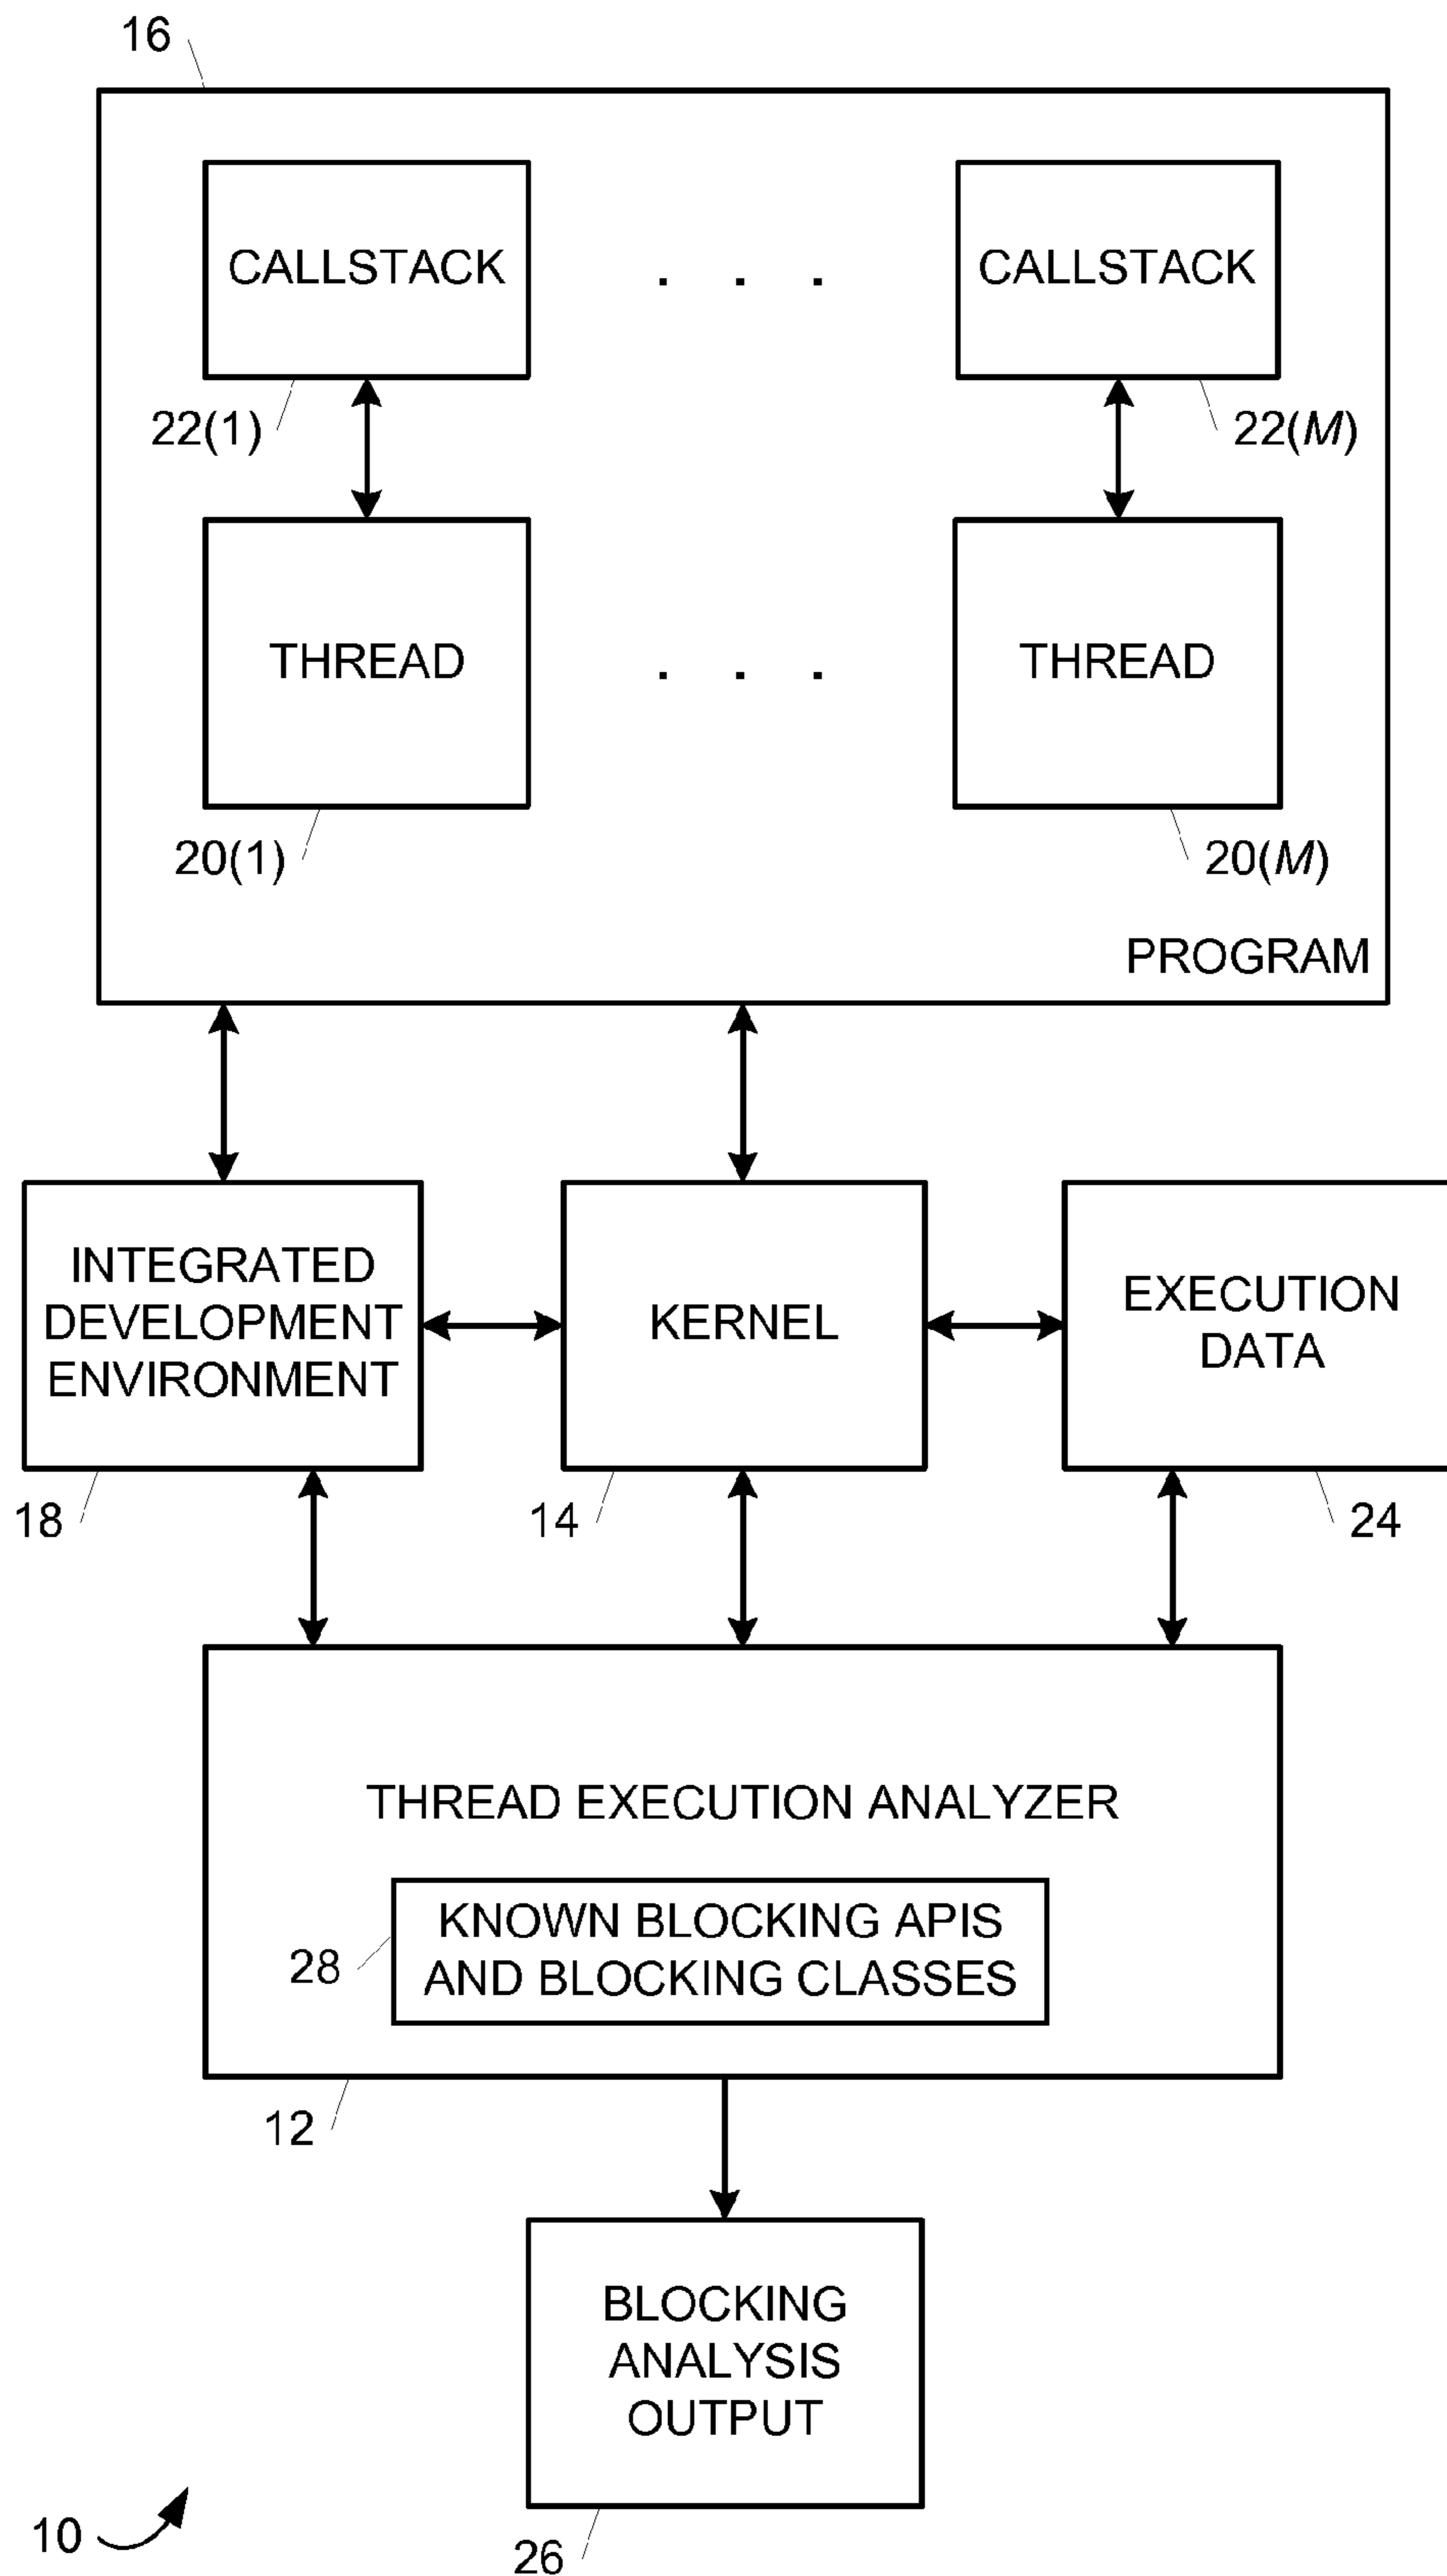 16
CALLSTACK
. . .
CALLSTACK
22(1)
22(M)
THREAD
. . .
THREAD
20(1)
20(M)
PROGRAM
INTEGRATED
DEVELOPMENT
ENVIRONMENT
KERNEL
EXECUTION
DATA
18
14
24
THREAD EXECUTION ANALYZER
KNOWN BLOCKING APIS
AND BLOCKING CLASSES
28
12
BLOCKING
ANALYSIS
OUTPUT
10
26